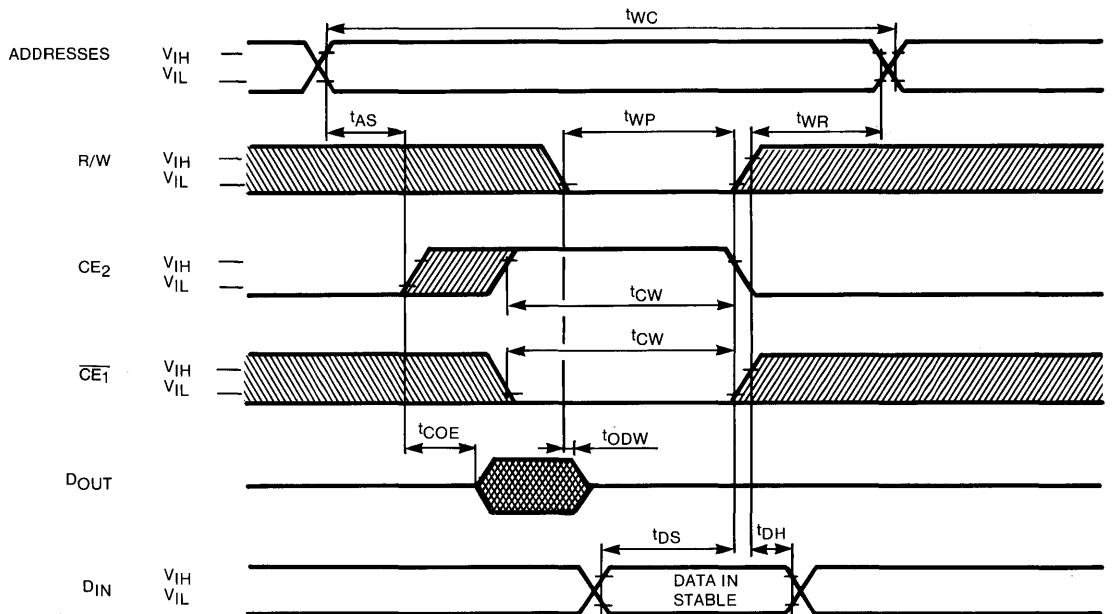 tWC
ADDRESSES VIH
VIL
tAS tWP tWR
R/W VIH
VIL
CE2 VIH
VIL
tCW
tCW
CE1 VIH
VIL
tCOE tODW
DOUT
tDS tDH
DIN VIH
VIL
DATA IN
STABLE